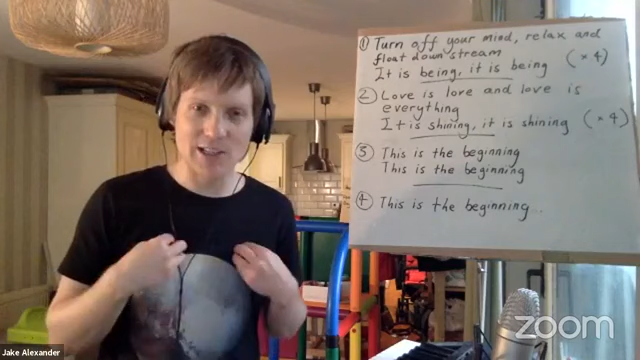 ① Turn off your mind, relax and
float down stream
It is being, it is being (×4)
② Love is love and love is
everything
It is shining, it is shining (×4)
③ This is the beginning
This is the beginning
④ This is the beginning...
Jake Alexander
zoom